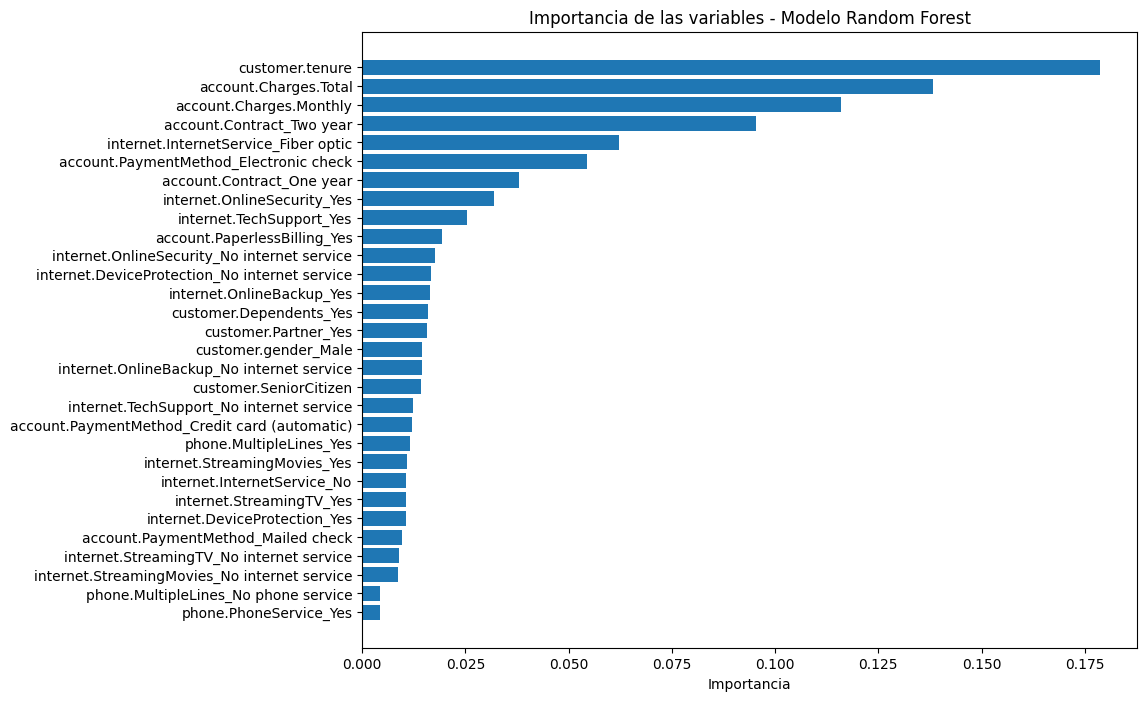 Importancia de las variables - Modelo Random Forest
customer.tenure
account.Charges.Total
account.Charges.Monthly
account.Contract_Two year
internet.InternetService_Fiber optic
account.PaymentMethod_Electronic check
account.Contract_One year
internet.OnlineSecurity_Yes
internet.TechSupport_Yes
account.PaperlessBilling_Yes
internet.OnlineSecurity_No internet service
internet.DeviceProtection_No internet service
internet.OnlineBackup_Yes
customer.Dependents_Yes
customer.Partner_Yes
customer.gender_Male
internet.OnlineBackup_No internet service
customer.SeniorCitizen
internet.TechSupport_No internet service
account.PaymentMethod_Credit card (automatic)
phone.MultipleLines_Yes
internet.StreamingMovies_Yes
internet.InternetService_No
internet.StreamingTV_Yes
internet.DeviceProtection_Yes
account.PaymentMethod_Mailed check
internet.StreamingTV_No internet service
internet.StreamingMovies_No internet service
phone.MultipleLines_No phone service
phone.PhoneService_Yes
0.000 0.025 0.050 0.075 0.100 0.125 0.150 0.175
Importancia